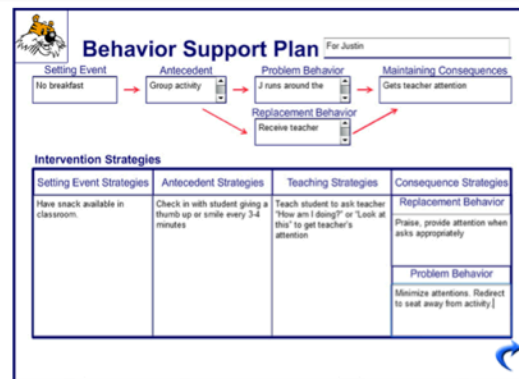 Behavior Support Plan
For Justin
Setting Event
Antecedent
Problem Behavior
Maintaining Consequences
No breakfast
Group activity
J runs around the
Gets teacher attention
Replacement Behavior
Receive teacher
Intervention Strategies
Setting Event Strategies
Antecedent Strategies
Teaching Strategies
Consequence Strategies
Have snack available in
classroom.
Check in with student giving a
thumb up or smile every 3-4
minutes
Teach student to ask teacher
"How am I doing?" or "Look at
this" to get teacher's
attention
Replacement Behavior
Praise, provide attention when
asks appropriately
Problem Behavior
Minimize attentions. Redirect
to seat away from activity.